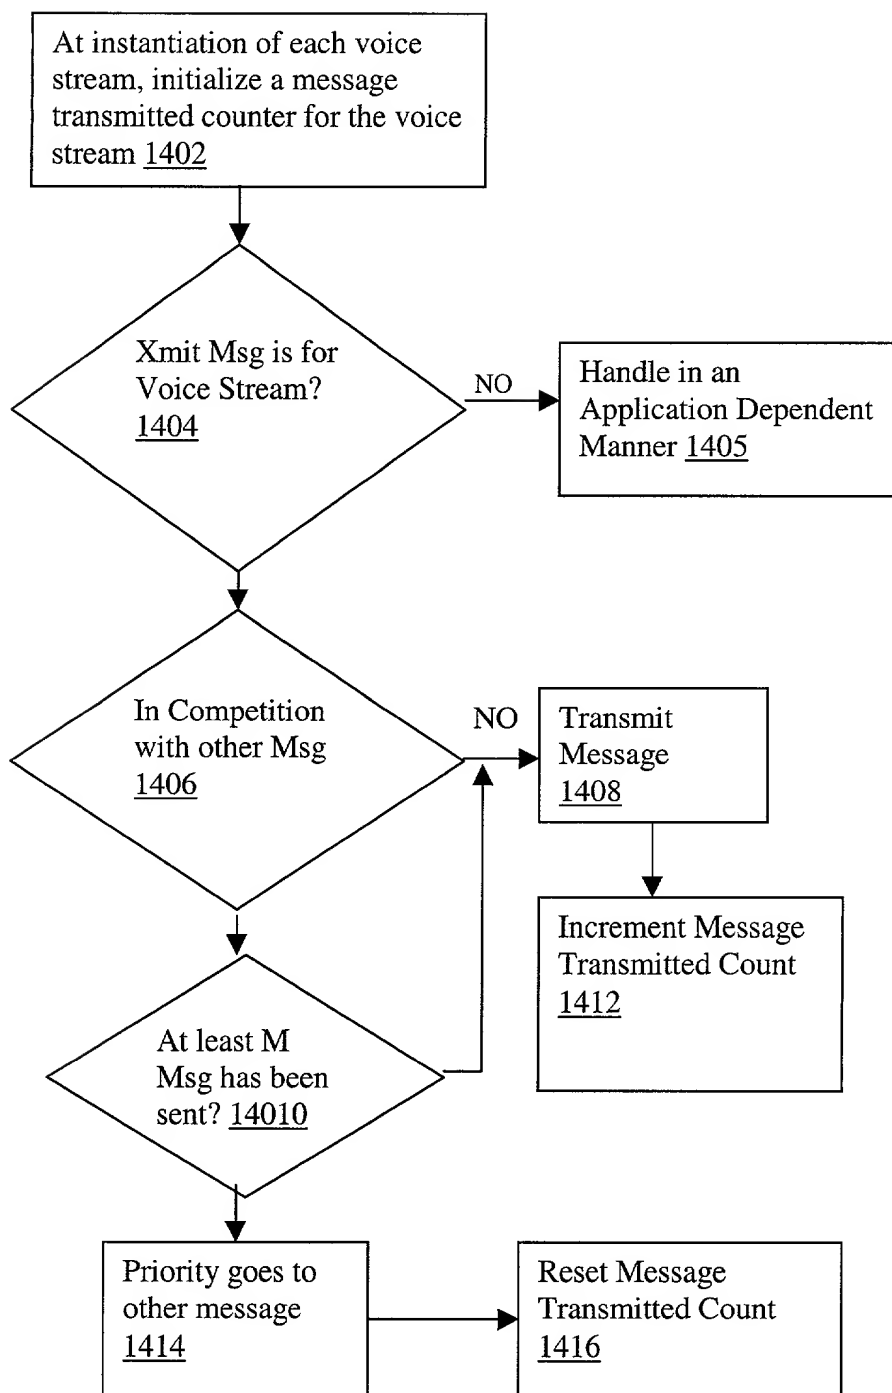 At instantiation of each voice
stream, initialize a message
transmitted counter for the voice
stream 1402
Xmit Msg is for
Voice Stream?
1404
NO
Handle in an
Application Dependent
Manner 1405
In Competition
with other Msg
1406
NO
Transmit
Message
1408
Increment Message
Transmitted Count
1412
At least M
Msg has been
sent? 14010
Priority goes to
other message
1414
Reset Message
Transmitted Count
1416